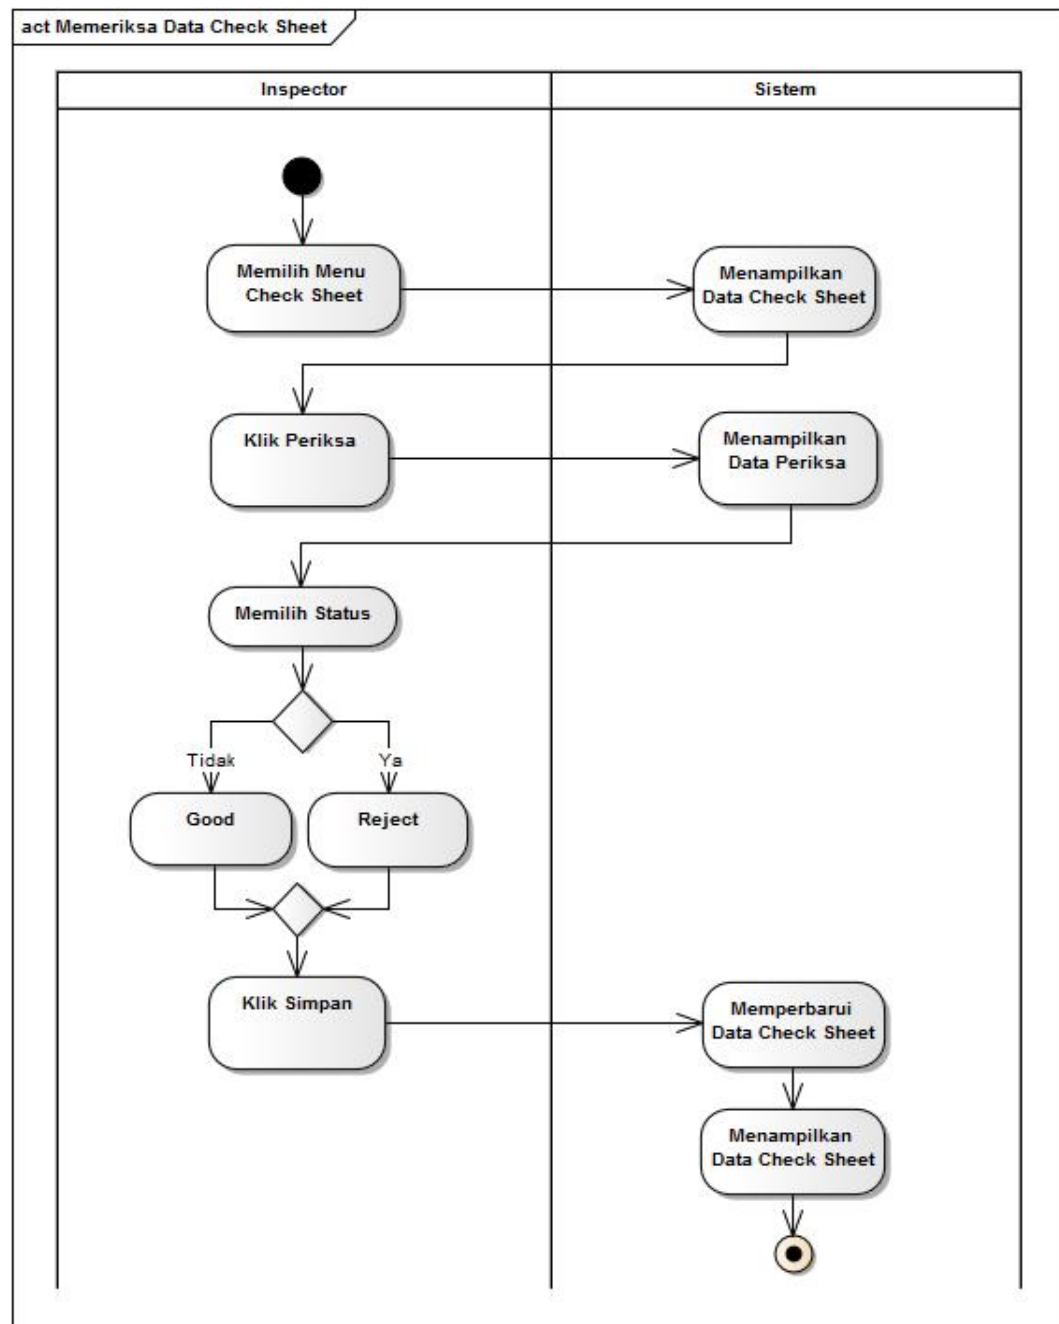 act Memeriksa Data Check Sheet
Inspector
Sistem
Memilih Menu
Check Sheet
Menampilkan
Data Check Sheet
Klik Periksa
Menampilkan
Data Periksa
Memilih Status
Tidak
Ya
Good
Reject
Klik Simpan
Memperbarui
Data Check Sheet
Menampilkan
Data Check Sheet